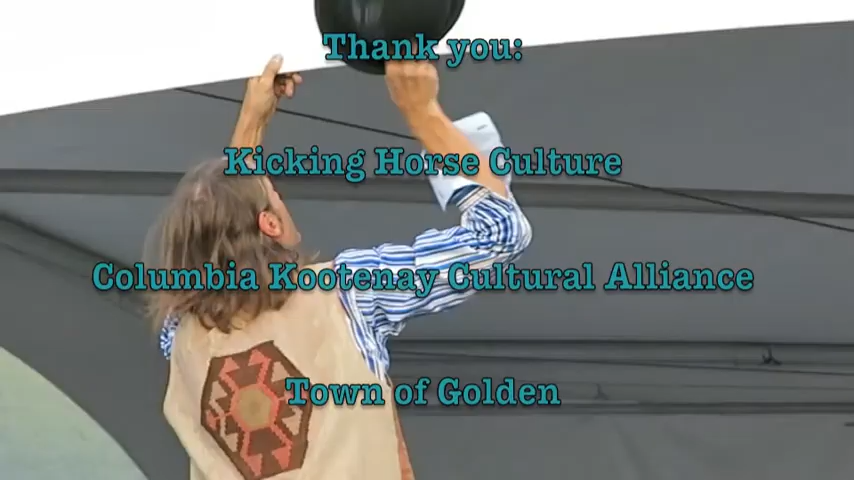 Thank you:
Kicking Horse Culture
Columbia Kootenay Cultural Alliance
Town of Golden